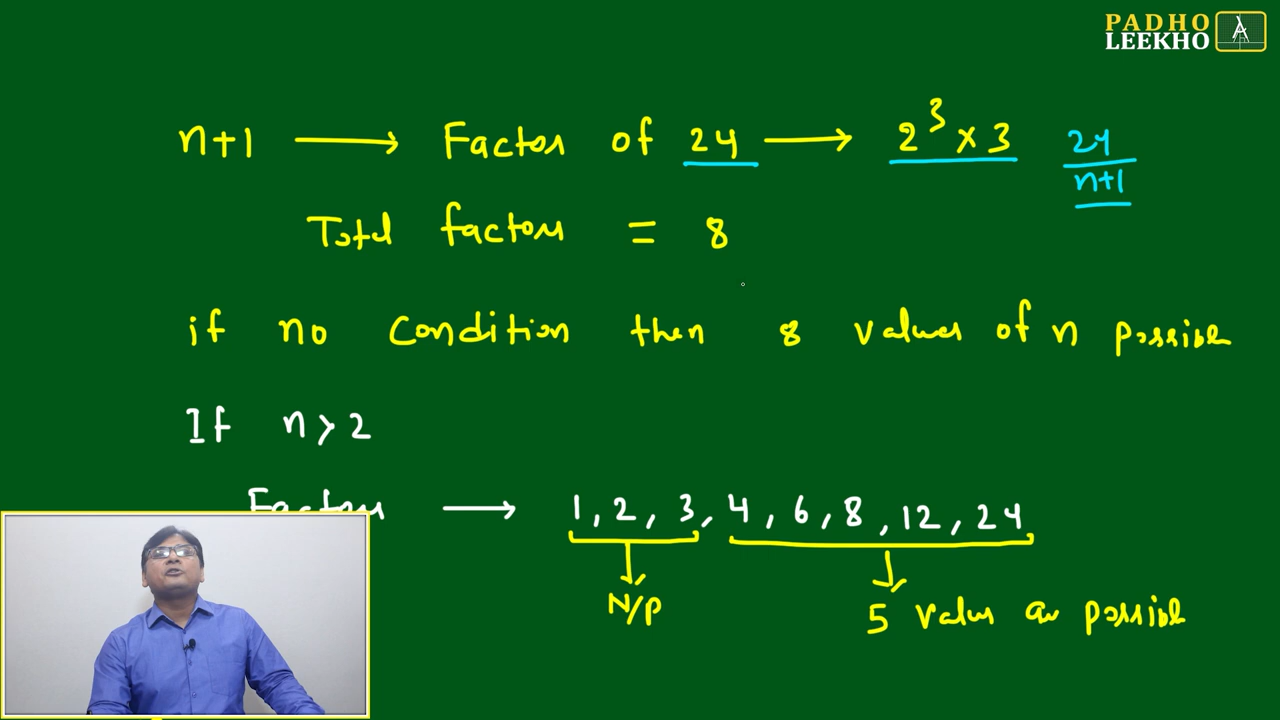 PADHO
LEEKHO
n+1 ⟶ Factor of 24 ⟶ 2³ × 3 24/n+1
Total factors = 8
if no condition then 8 values of n possible
If n > 2
Factors ⟶ 1, 2, 3, 4, 6, 8, 12, 24
N/P 5 values are possible